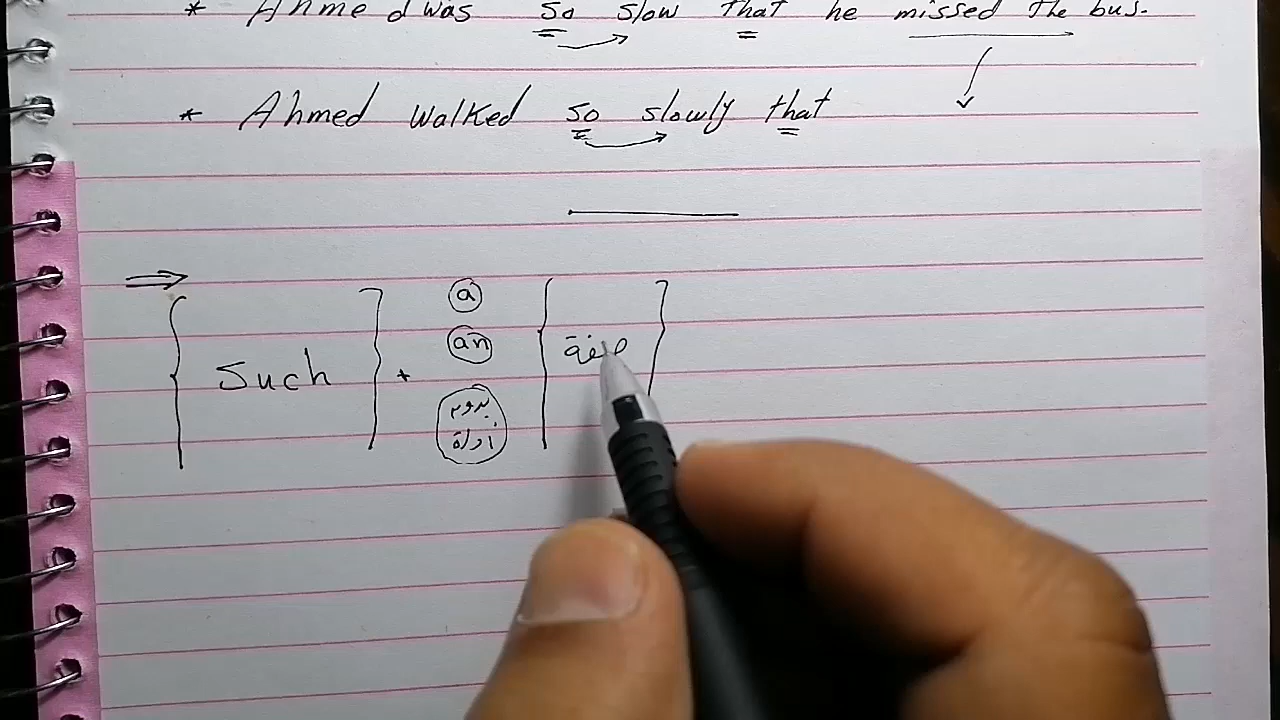 * Ahmed was so slow that he missed the bus.
* Ahmed walked so slowly that
Such +
a
an
بدون أداة
صفة